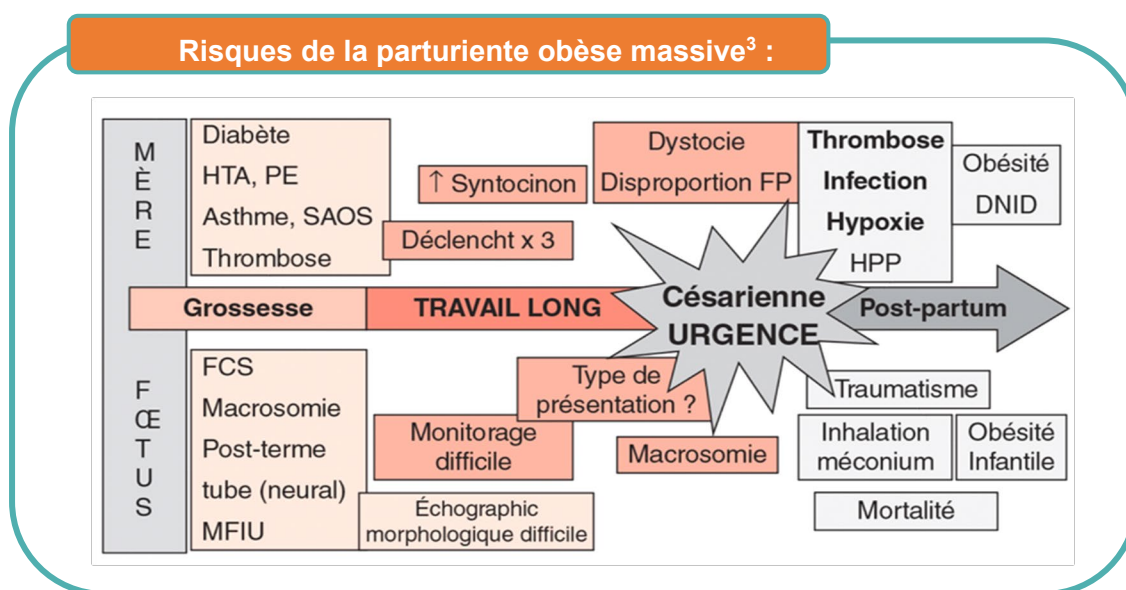 Risques de la parturiente obèse massive³ :
MÈRE
Diabète
HTA, PE
Asthme, SAOS
Thrombose
↑ Syntocinon
Déclencht x 3
Dystocie
Disproportion FP
Thrombose
Infection
Hypoxie
HPP
Obésité
DNID
Grossesse
TRAVAIL LONG
Césarienne
URGENCE
Post-partum
FŒTUS
FCS
Macrosomie
Post-terme
tube (neural)
MFIU
Échographic
morphologique difficile
Monitorage
difficile
Type de
présentation ?
Macrosomie
Traumatisme
Inhalation
méconium
Obésité
Infantile
Mortalité